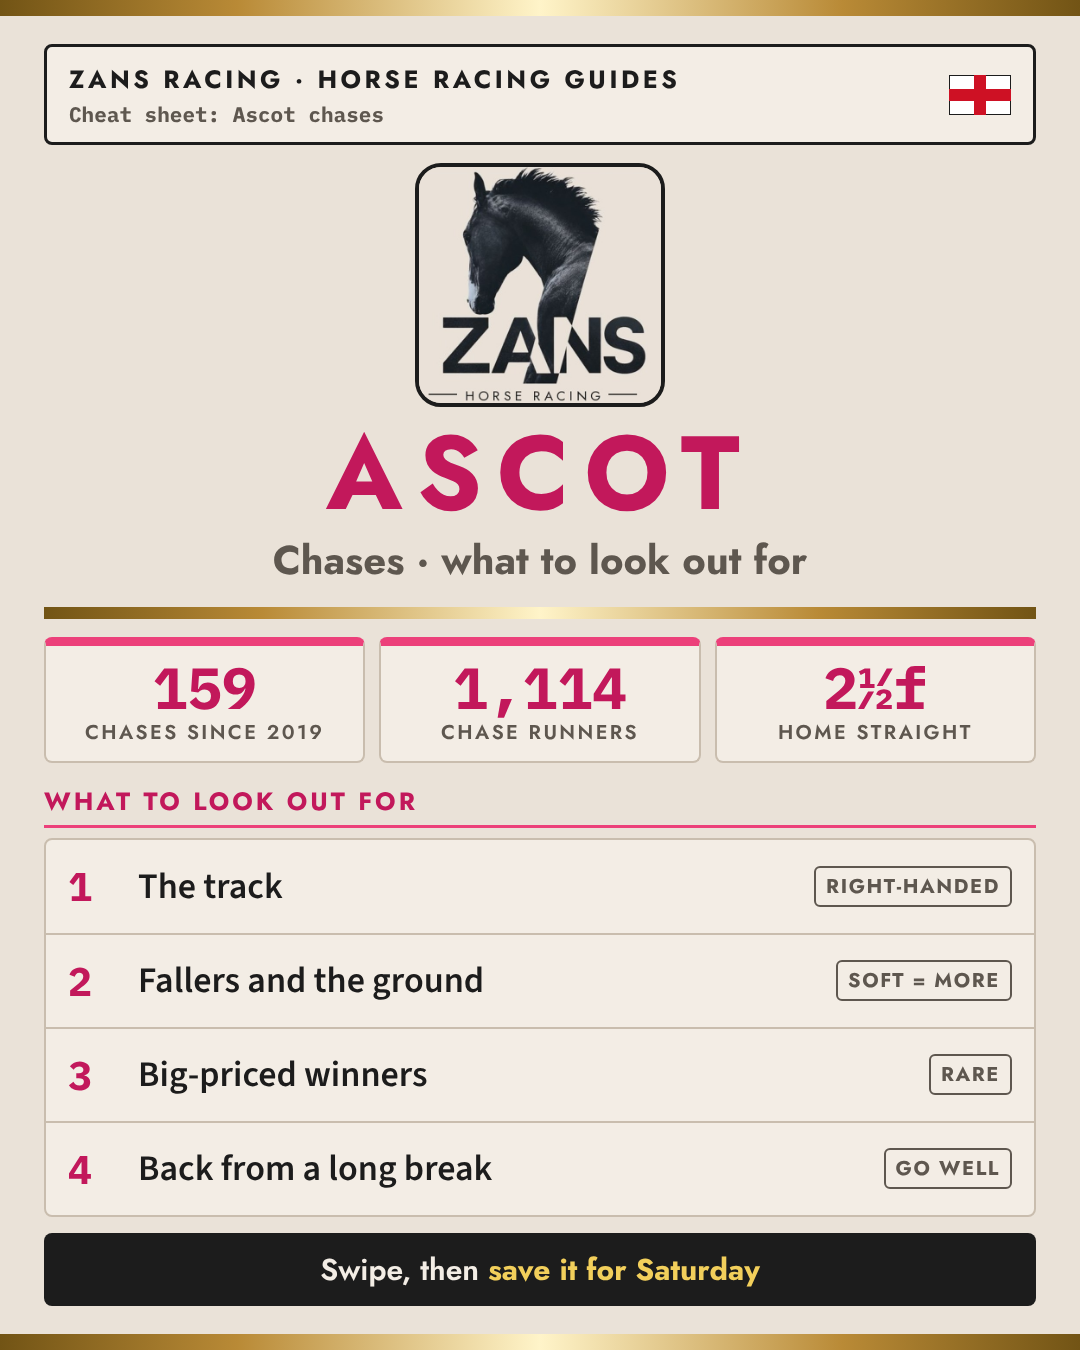 ZANS RACING · HORSE RACING GUIDES
Cheat sheet: Ascot chases
ZANS
HORSE RACING
ASCOT
Chases · what to look out for
159
CHASES SINCE 2019
1,114
CHASE RUNNERS
2½f
HOME STRAIGHT
WHAT TO LOOK OUT FOR
1 The track RIGHT-HANDED
2 Fallers and the ground SOFT = MORE
3 Big-priced winners RARE
4 Back from a long break GO WELL
Swipe, then save it for Saturday